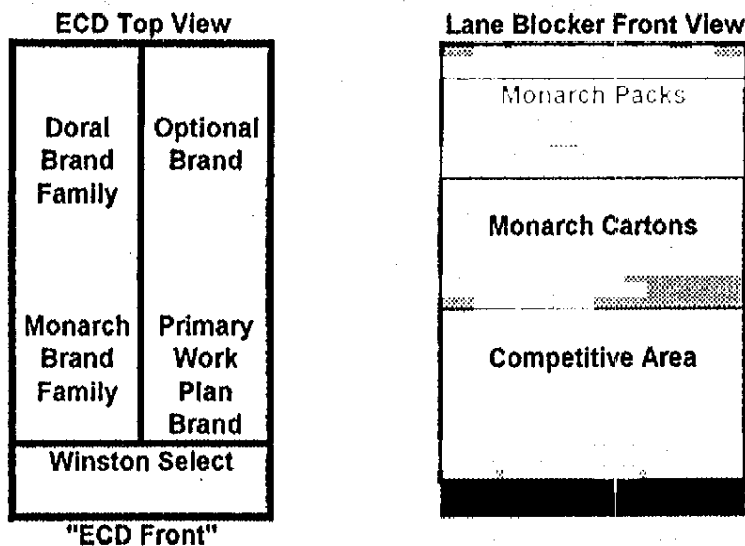 ECD Top View
Doral
Brand
Family
Optional
Brand
Monarch
Brand
Family
Primary
Work
Plan
Brand
Winston Select
"ECD Front"
Lane Blocker Front View
Monarch Packs
Monarch Cartons
Competitive Area